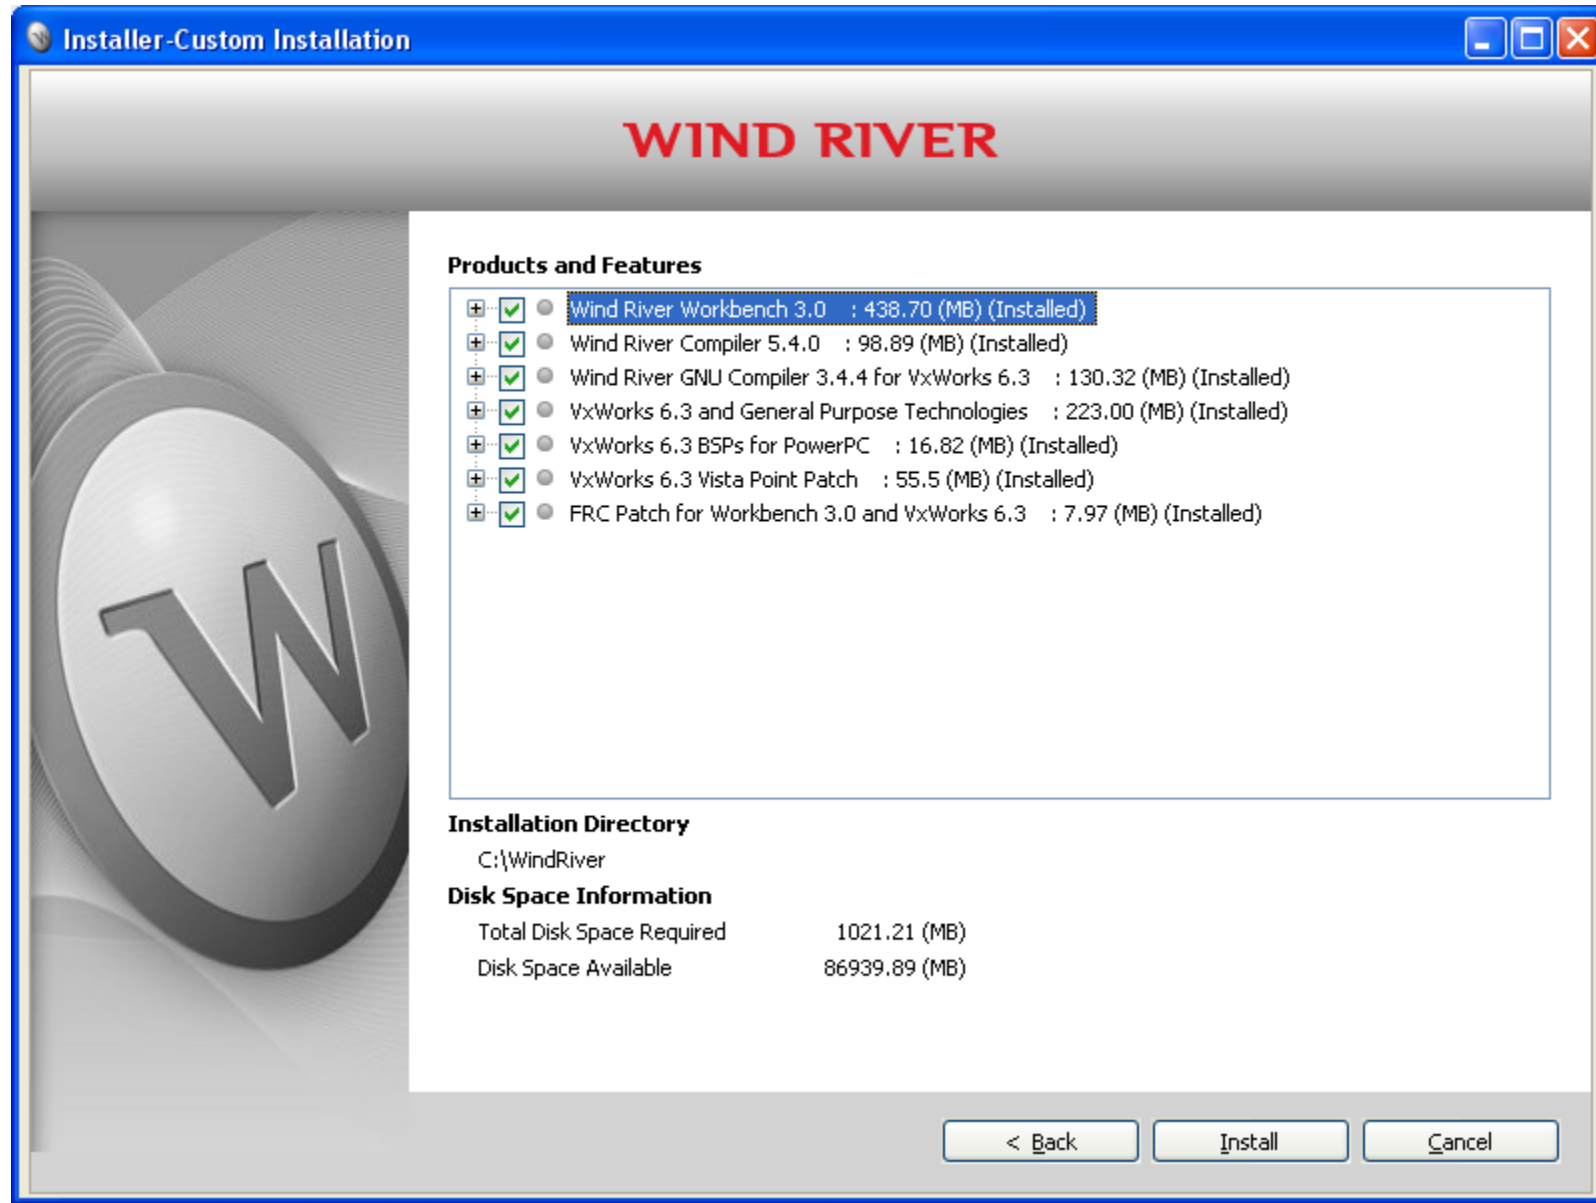 Installer-Custom Installation
WIND RIVER
Products and Features
Wind River Workbench 3.0 : 438.70 (MB) (Installed)
Wind River Compiler 5.4.0 : 98.89 (MB) (Installed)
Wind River GNU Compiler 3.4.4 for VxWorks 6.3 : 130.32 (MB) (Installed)
VxWorks 6.3 and General Purpose Technologies : 223.00 (MB) (Installed)
VxWorks 6.3 BSPs for PowerPC : 16.82 (MB) (Installed)
VxWorks 6.3 Vista Point Patch : 55.5 (MB) (Installed)
FRC Patch for Workbench 3.0 and VxWorks 6.3 : 7.97 (MB) (Installed)
W
Installation Directory
C:\WindRiver
Disk Space Information
Total Disk Space Required 1021.21 (MB)
Disk Space Available 86939.89 (MB)
< Back Install Cancel